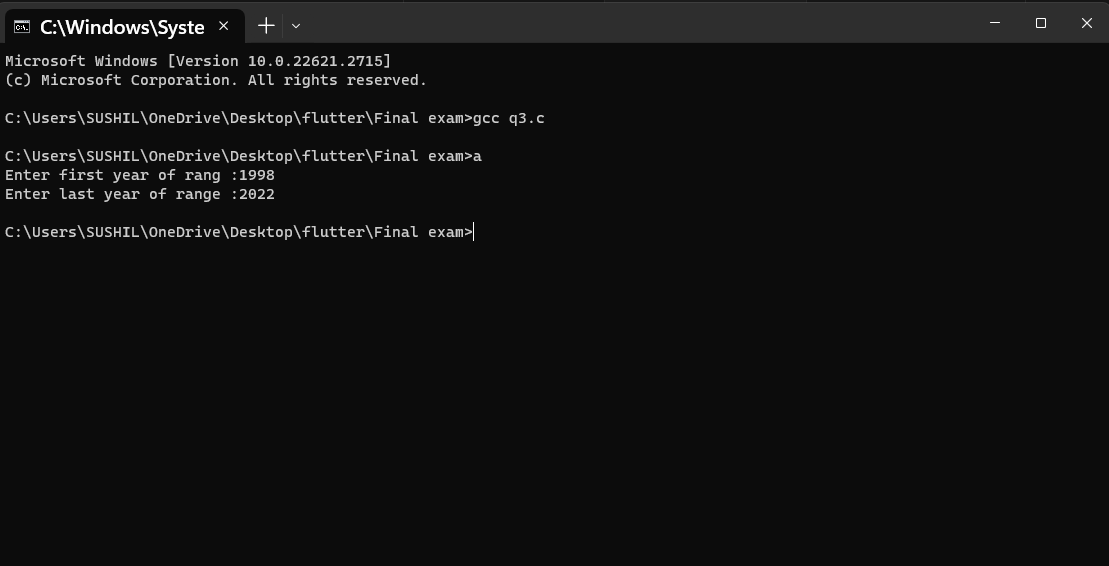 C:\Windows\Syste
Microsoft Windows [Version 10.0.22621.2715]
(c) Microsoft Corporation. All rights reserved.
C:\Users\SUSHIL\OneDrive\Desktop\flutter\Final exam>gcc q3.c
C:\Users\SUSHIL\OneDrive\Desktop\flutter\Final exam>a
Enter first year of rang :1998
Enter last year of range :2022
C:\Users\SUSHIL\OneDrive\Desktop\flutter\Final exam>